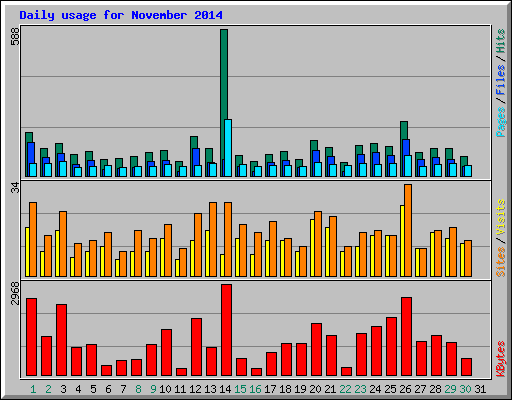 Daily usage for November 2014
588
Pages / Files / Hits
34
Sites / Visits
2968
KBytes
1 2 3 4 5 6 7 8 9 10 11 12 13 14 15 16 17 18 19 20 21 22 23 24 25 26 27 28 29 30 31